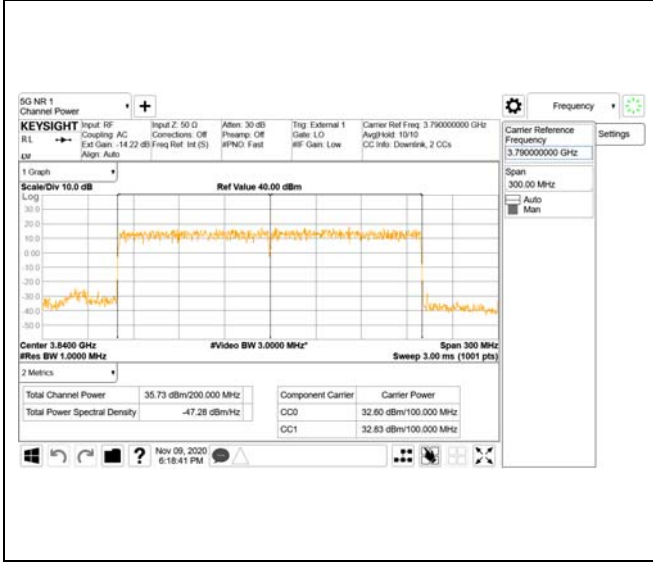 5G NR 1
Channel Power
Frequency
KEYSIGHT Input: RF Input Z: 50 Ω Atten: 30 dB Trig: External 1 Carrier Ref Freq: 3.790000000 GHz
RL Coupling: AC Corrections: Off Preamp: Off Gate: LO Avg|Hold: 10/10
Ext Gain: -14.22 dB Freq Ref: Int (S) #PNO: Fast #IF Gain: Low CC Info: Downlink, 2 CCs
Align: Auto
Carrier Reference
Frequency
3.790000000 GHz
Settings
Span
300.00 MHz
Auto
Man
1 Graph
Scale/Div 10.0 dB Ref Value 40.00 dBm
Log
30.0
20.0
10.0
0.00
-10.0
-20.0
-30.0
-40.0
-50.0
Center 3.8400 GHz #Video BW 3.0000 MHz* Span 300 MHz
#Res BW 1.0000 MHz Sweep 3.00 ms (1001 pts)
2 Metrics
Total Channel Power 35.73 dBm/200.000 MHz Component Carrier Carrier Power
Total Power Spectral Density -47.28 dBm/Hz CC0 32.60 dBm/100.000 MHz
CC1 32.83 dBm/100.000 MHz
Nov 09, 2020
6:18:41 PM